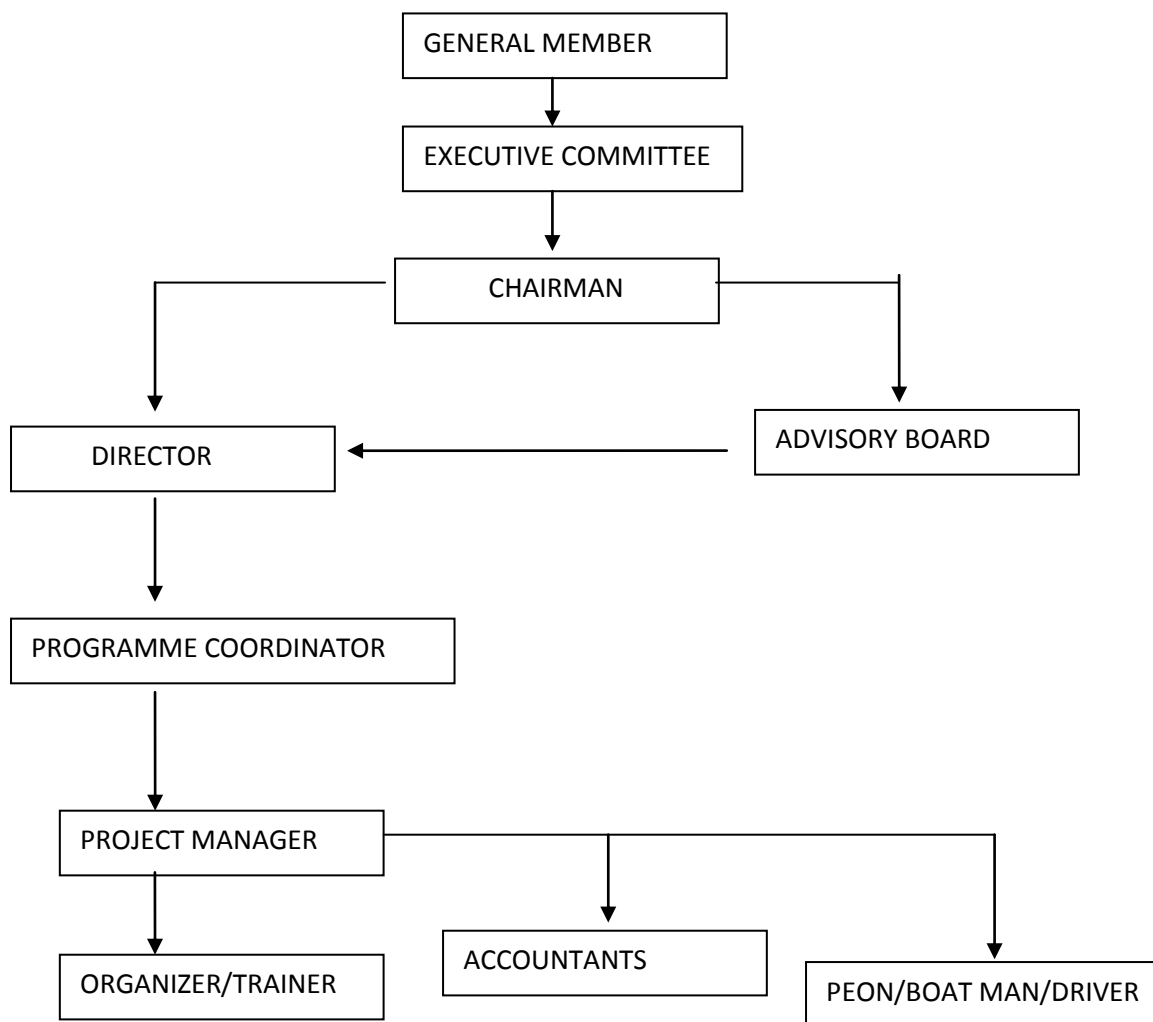 GENERAL MEMBER
EXECUTIVE COMMITTEE
CHAIRMAN
DIRECTOR
ADVISORY BOARD
PROGRAMME COORDINATOR
PROJECT MANAGER
ORGANIZER/TRAINER
ACCOUNTANTS
PEON/BOAT MAN/DRIVER